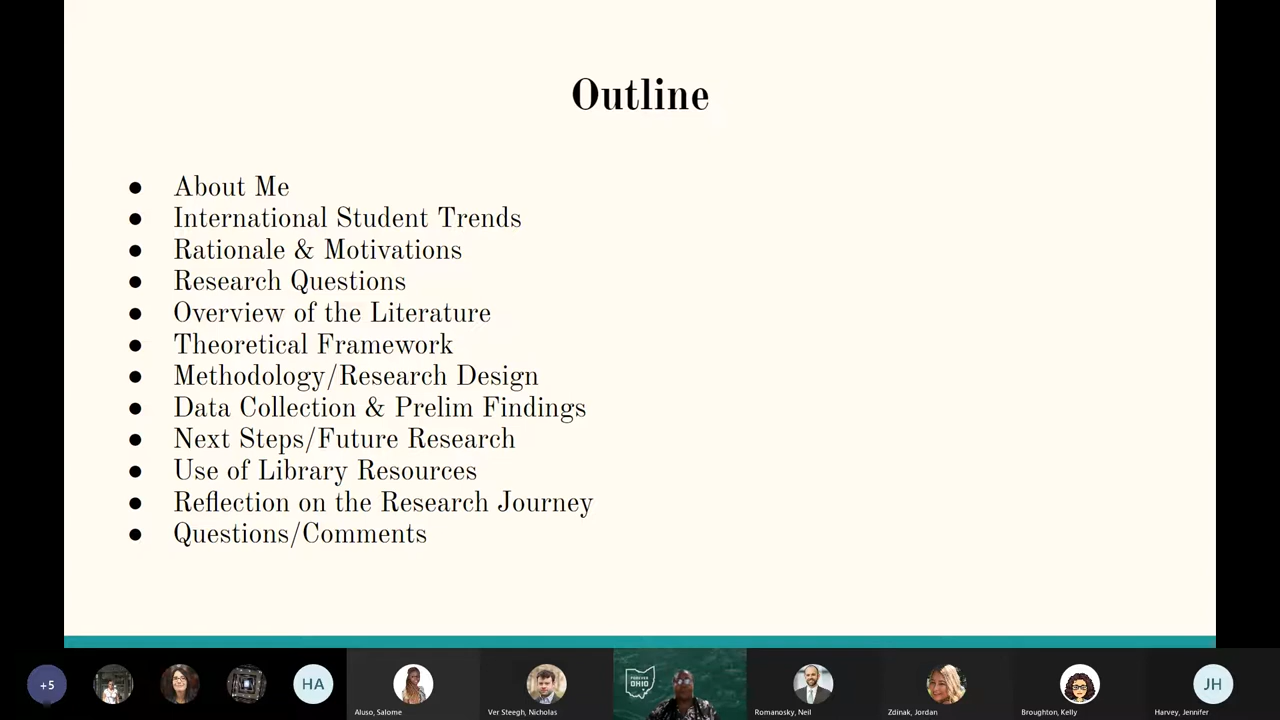 Outline
● About Me
● International Student Trends
● Rationale & Motivations
● Research Questions
● Overview of the Literature
● Theoretical Framework
● Methodology/Research Design
● Data Collection & Prelim Findings
● Next Steps/Future Research
● Use of Library Resources
● Reflection on the Research Journey
● Questions/Comments
+5
HA
Aluso, Salome
Ver Steegh, Nicholas
FOREVER
OHIO
Romanosky, Neil
Zdinak, Jordan
Broughton, Kelly
JH
Harvey, Jennifer